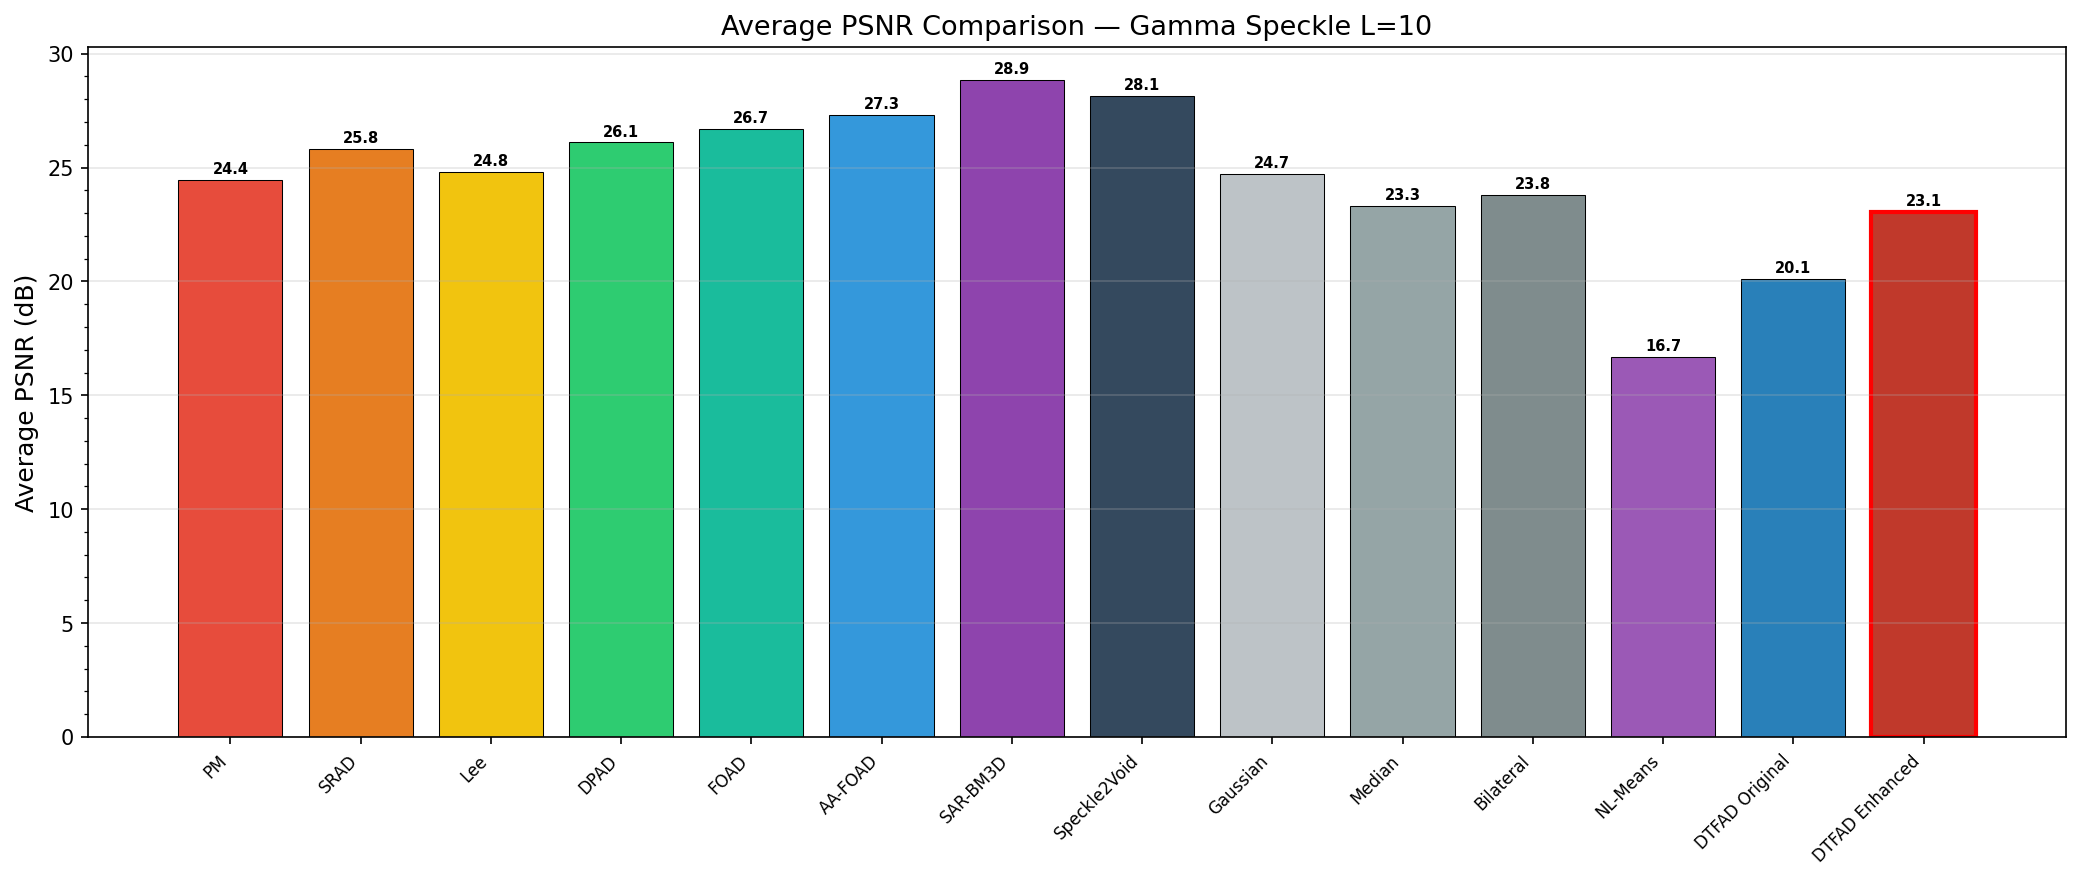 Average PSNR Comparison — Gamma Speckle L=10
Average PSNR (dB)
30
25
20
15
10
5
0
24.4
25.8
24.8
26.1
26.7
27.3
28.9
28.1
24.7
23.3
23.8
16.7
20.1
23.1
PM
SRAD
Lee
DPAD
FOAD
AA-FOAD
SAR-BM3D
Speckle2Void
Gaussian
Median
Bilateral
NL-Means
DTFAD Original
DTFAD Enhanced